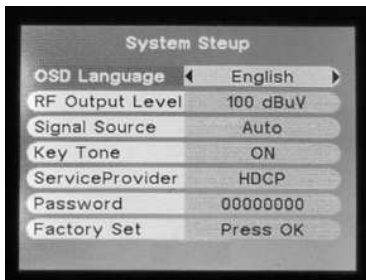 System Steup
OSD Language English
RF Output Level 100 dBuV
Signal Source Auto
Key Tone ON
ServiceProvider HDCP
Password 00000000
Factory Set Press OK